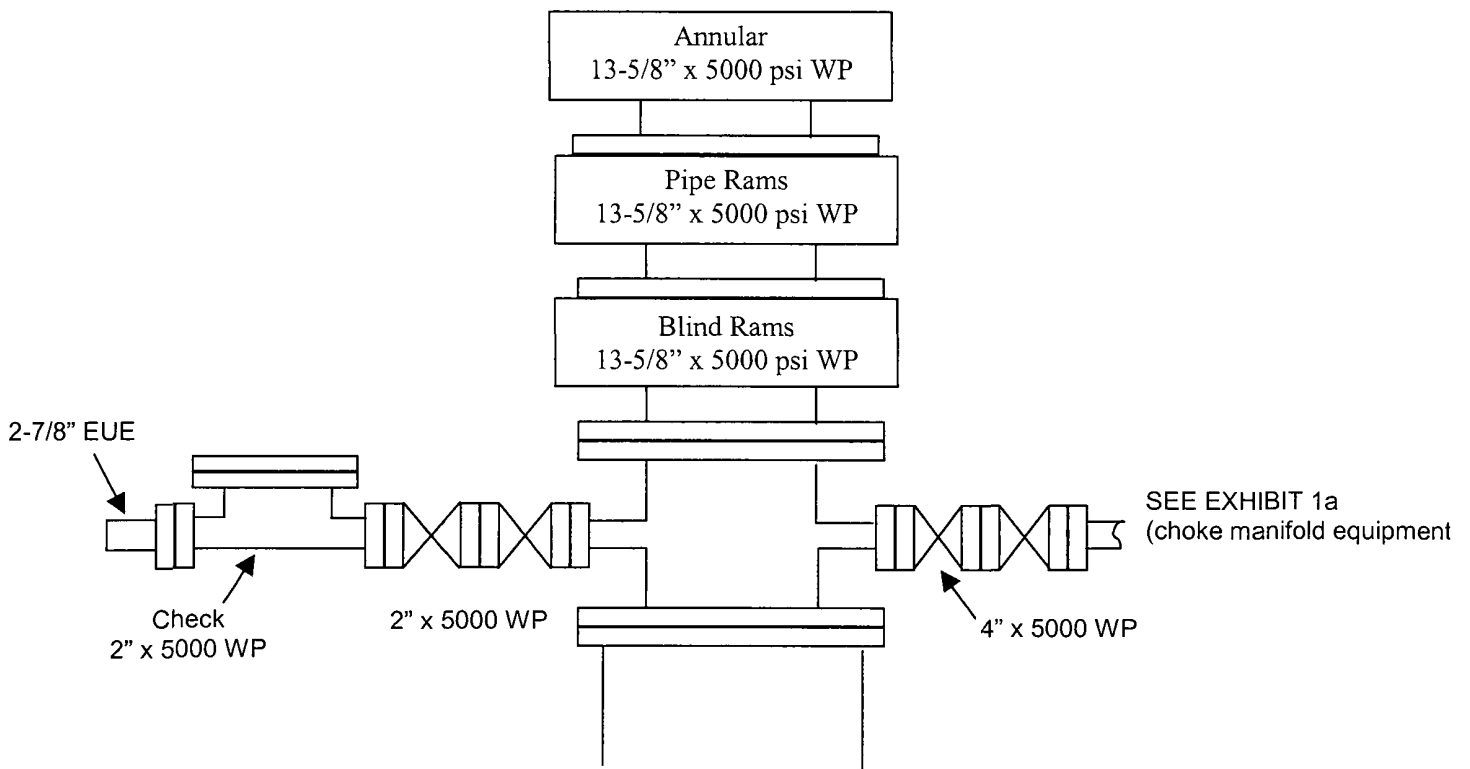 Annular
13-5/8” x 5000 psi WP
Pipe Rams
13-5/8” x 5000 psi WP
Blind Rams
13-5/8” x 5000 psi WP
2-7/8” EUE
SEE EXHIBIT 1a
(choke manifold equipment
Check
2” x 5000 WP
2” x 5000 WP
4” x 5000 WP